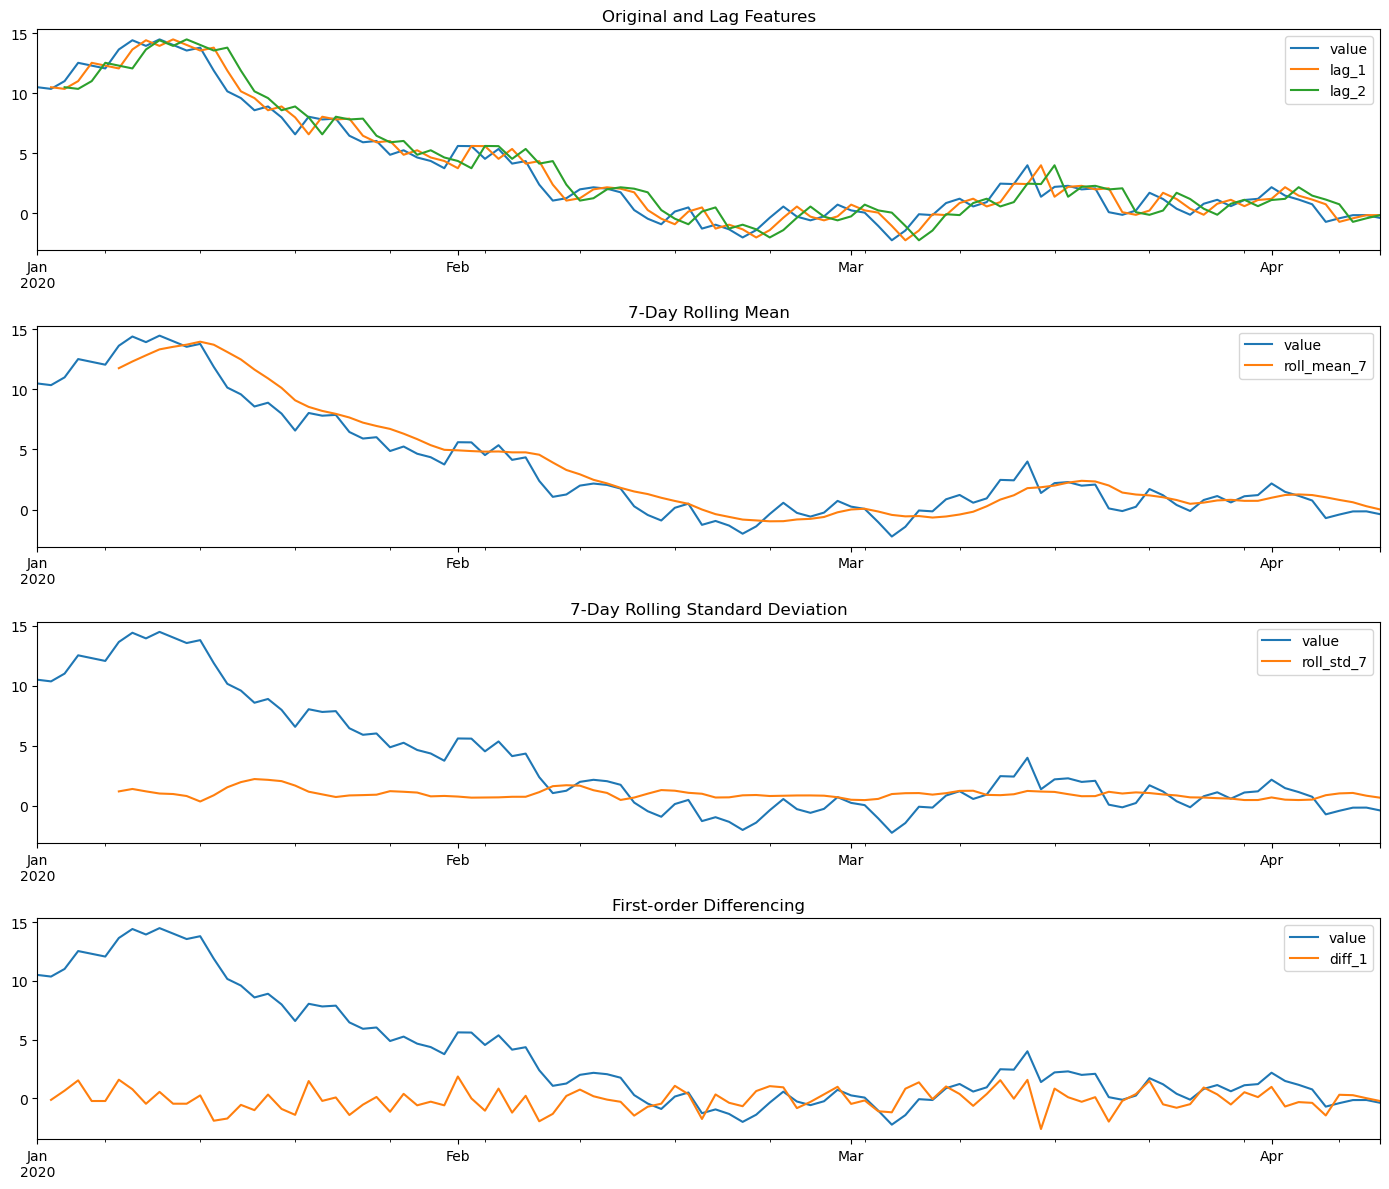 Original and Lag Features
15
10
5
0
value
lag_1
lag_2
Jan
2020
Feb
Mar
Apr
7-Day Rolling Mean
15
10
5
0
value
roll_mean_7
Jan
2020
Feb
Mar
Apr
7-Day Rolling Standard Deviation
15
10
5
0
value
roll_std_7
Jan
2020
Feb
Mar
Apr
First-order Differencing
15
10
5
0
value
diff_1
Jan
2020
Feb
Mar
Apr